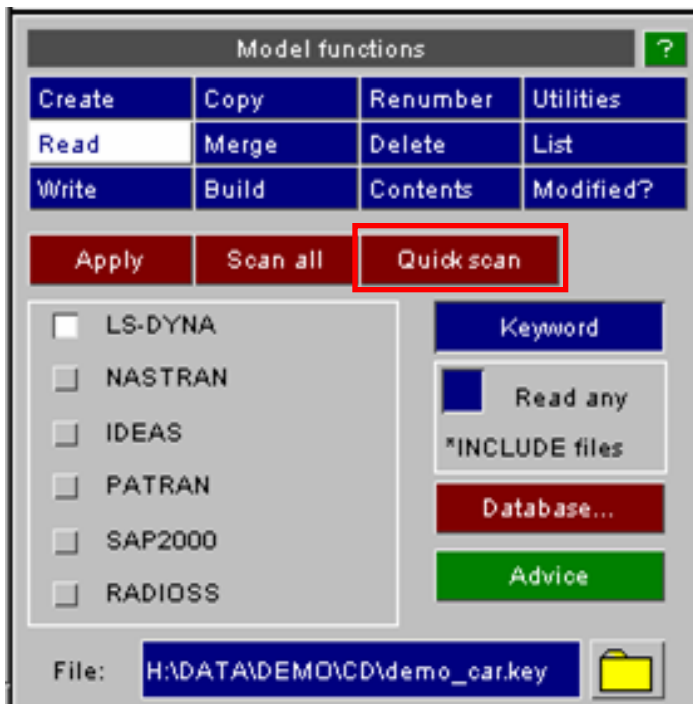 Model functions ?
Create Copy Renumber Utilities
Read Merge Delete List
Write Build Contents Modified?
Apply Scan all Quick scan
LS-DYNA
NASTRAN
IDEAS
PATRAN
SAP2000
RADIOSS
Keyword
Read any
*INCLUDE files
Database...
Advice
File: H:\DATA\DEMO\CD\demo_car.key